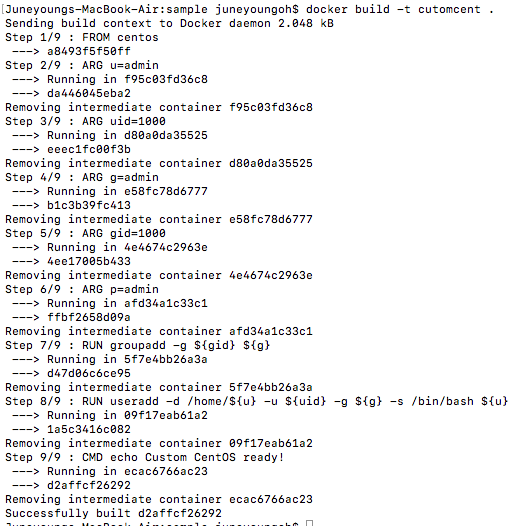 [Juneyoungs-MacBook-Air:sample juneyoungoh$ docker build -t cutomcent .
Sending build context to Docker daemon 2.048 kB
Step 1/9 : FROM centos
 ---> a8493f5f50ff
Step 2/9 : ARG u=admin
 ---> Running in f95c03fd36c8
 ---> da446045eba2
Removing intermediate container f95c03fd36c8
Step 3/9 : ARG uid=1000
 ---> Running in d80a0da35525
 ---> eeec1fc00f3b
Removing intermediate container d80a0da35525
Step 4/9 : ARG g=admin
 ---> Running in e58fc78d6777
 ---> b1c3b39fc413
Removing intermediate container e58fc78d6777
Step 5/9 : ARG gid=1000
 ---> Running in 4e4674c2963e
 ---> 4ee17005b433
Removing intermediate container 4e4674c2963e
Step 6/9 : ARG p=admin
 ---> Running in afd34a1c33c1
 ---> ffbf2658d09a
Removing intermediate container afd34a1c33c1
Step 7/9 : RUN groupadd -g ${gid} ${g}
 ---> Running in 5f7e4bb26a3a
 ---> d47d06c6ce95
Removing intermediate container 5f7e4bb26a3a
Step 8/9 : RUN useradd -d /home/${u} -u ${uid} -g ${g} -s /bin/bash ${u}
 ---> Running in 09f17eab61a2
 ---> 1a5c3416c082
Removing intermediate container 09f17eab61a2
Step 9/9 : CMD echo Custom CentOS ready!
 ---> Running in ecac6766ac23
 ---> d2affcf26292
Removing intermediate container ecac6766ac23
Successfully built d2affcf26292
Juneyoungs-MacBook-Air:sample juneyoungoh$